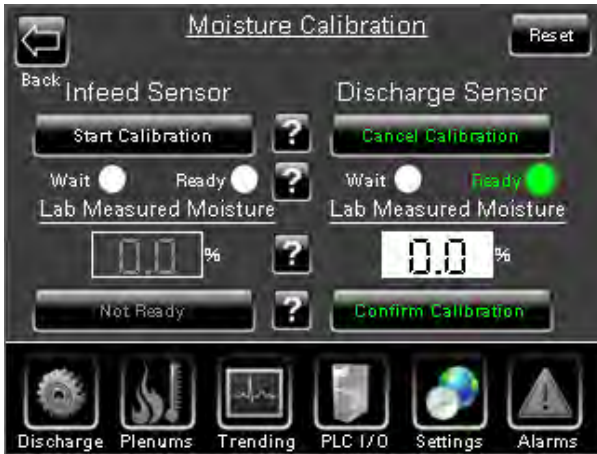 Moisture Calibration
Reset
Back
Infeed Sensor
Discharge Sensor
Start Calibration
?
Cancel Calibration
Wait
Ready
?
Wait
Ready
Lab Measured Moisture
Lab Measured Moisture
0.0 %
?
0.0 %
Not Ready
?
Confirm Calibration
Discharge
Plenums
Trending
PLC I/O
Settings
Alarms